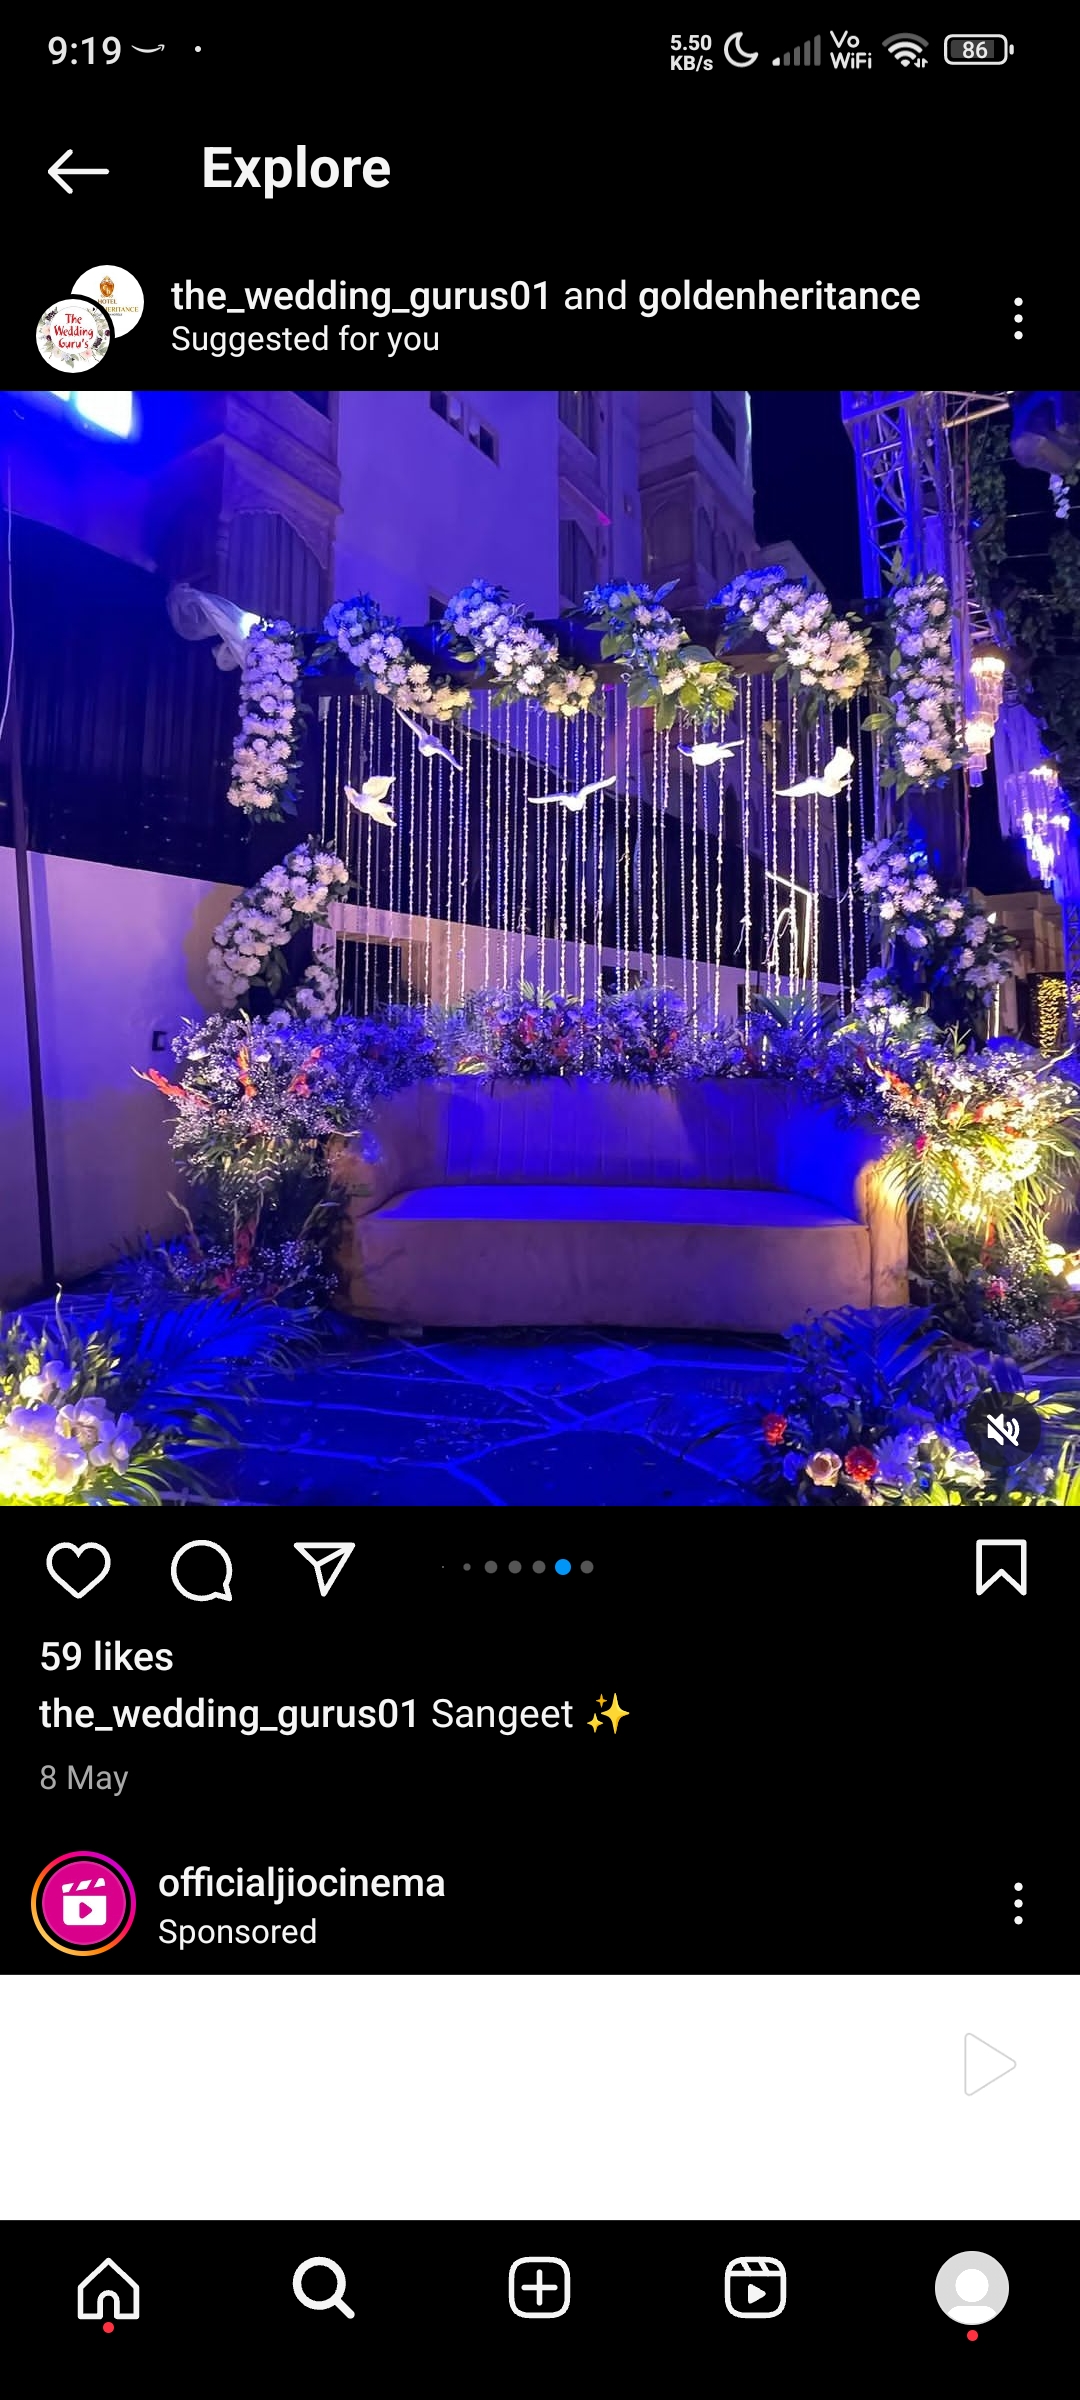 9:19
5.50
KB/s
Vo
WiFi
86
Explore
HOTEL
The
Wedding
Guru's
the_wedding_gurus01 and goldenheritance
Suggested for you
59 likes
the_wedding_gurus01 Sangeet ✨
8 May
officialjiocinema
Sponsored